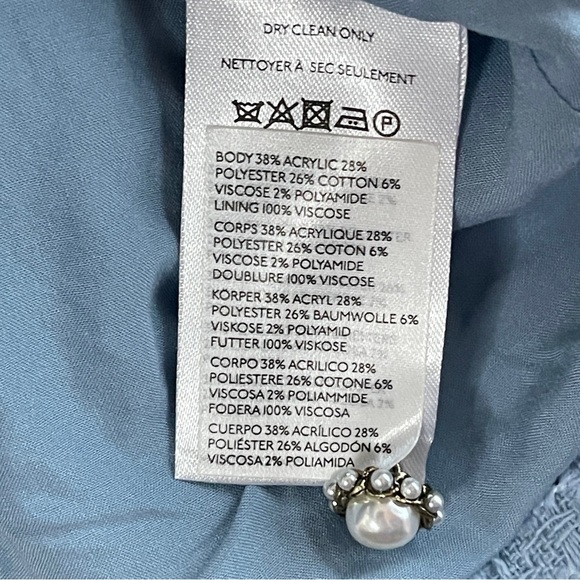 DRY CLEAN ONLY
NETTOYER À SEC SEULEMENT
P
BODY 38% ACRYLIC 28%
POLYESTER 26% COTTON 6%
VISCOSE 2% POLYAMIDE
LINING 100% VISCOSE
CORPS 38% ACRYLIQUE 28%
POLYESTER 26% COTON 6%
VISCOSE 2% POLYAMIDE
DOUBLURE 100% VISCOSE
KÖRPER 38% ACRYL 28%
POLYESTER 26% BAUMWOLLE 6%
VISKOSE 2% POLYAMID
FUTTER 100% VISCOSE
CORPO 38% ACRILICO 28%
POLIESTERE 26% COTONE 6%
VISCOSA 2% POLIAMMIDE
FODERA 100% VISCOSA
CUERPO 38% ACRÍLICO 28%
POLIÉSTER 26% ALGODÓN 6%
VISCOSA 2% POLIAMIDA